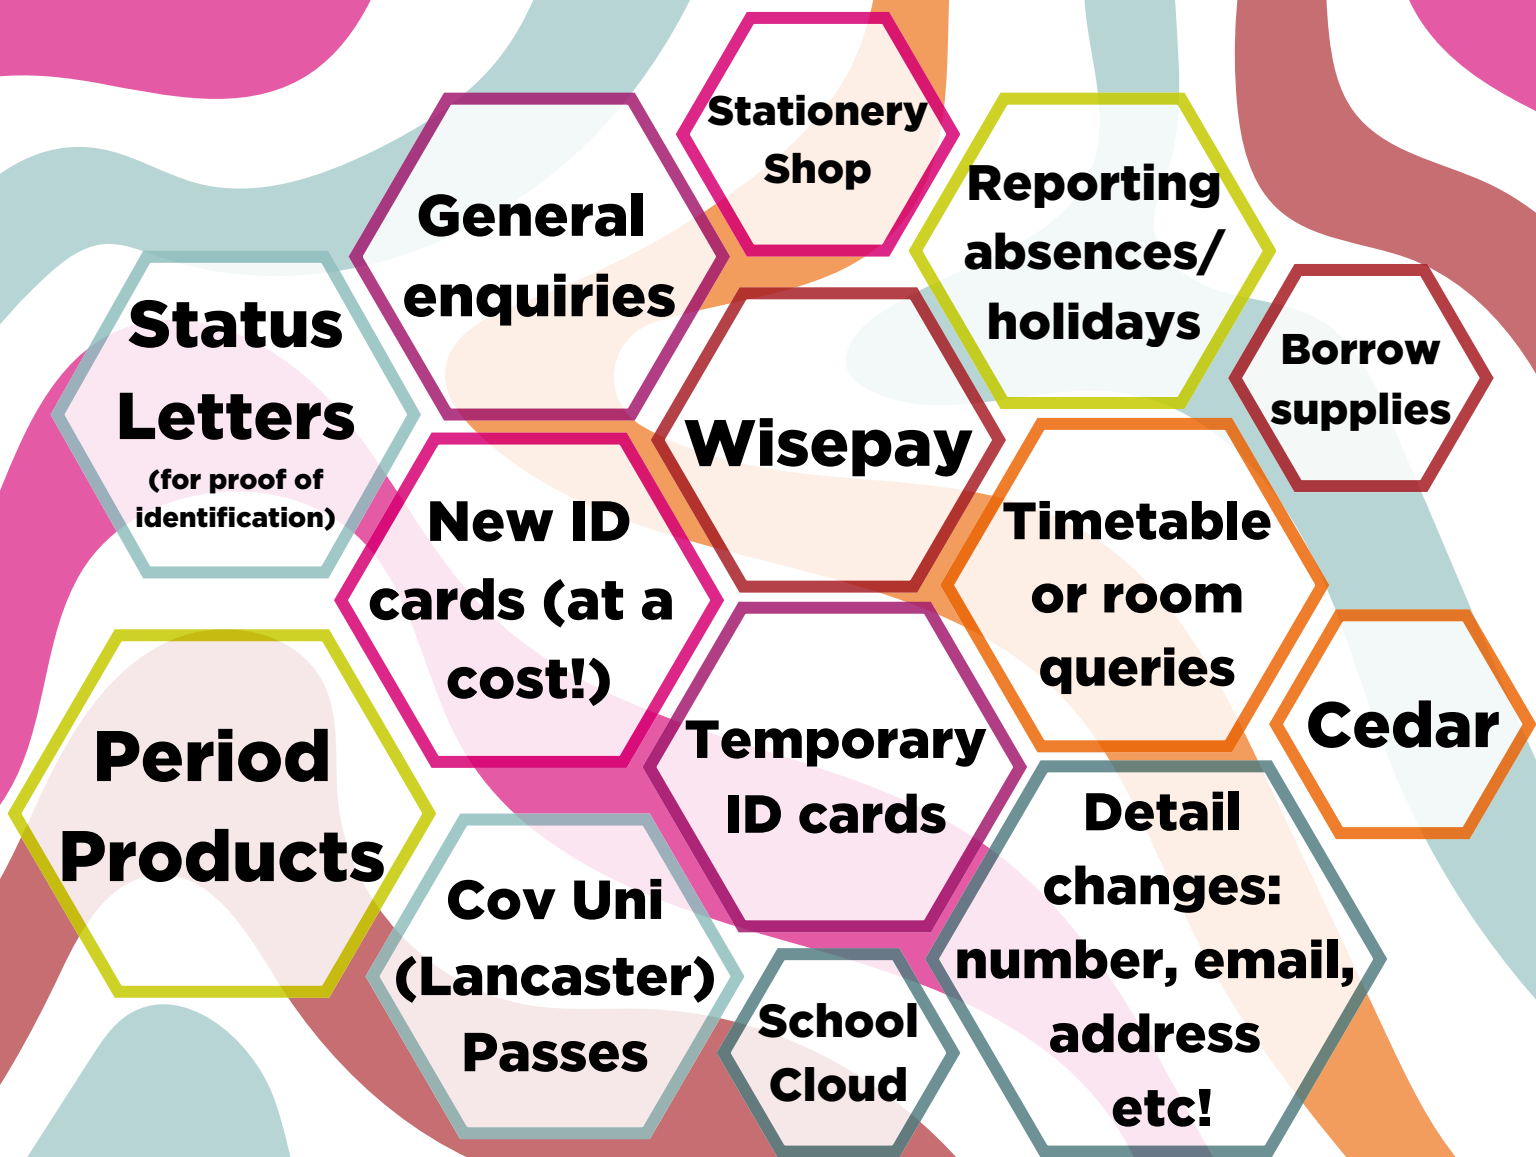 Stationery
Shop
General
enquiries
Reporting
absences/
holidays
Status
Letters
(for proof of
identification)
Wisepay
Borrow
supplies
New ID
cards (at a
cost!)
Timetable
or room
queries
Period
Products
Temporary
ID cards
Cedar
Cov Uni
(Lancaster)
Passes
School
Cloud
Detail
changes:
number, email,
address
etc!